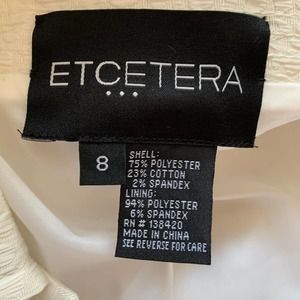 ETCETERA
8
SHELL:
75% POLYESTER
23% COTTON
2% SPANDEX
LINING:
94% POLYESTER
6% SPANDEX
RN # 138420
MADE IN CHINA
SEE REVERSE FOR CARE